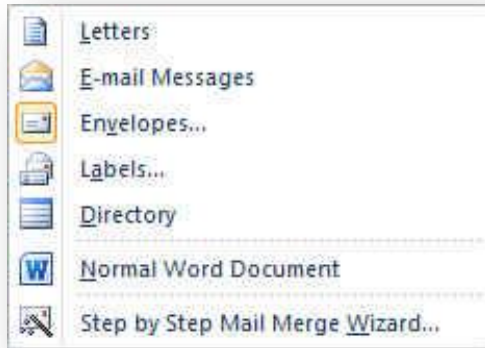 Letters
E-mail Messages
Envelopes...
Labels...
Directory
Normal Word Document
Step by Step Mail Merge Wizard...